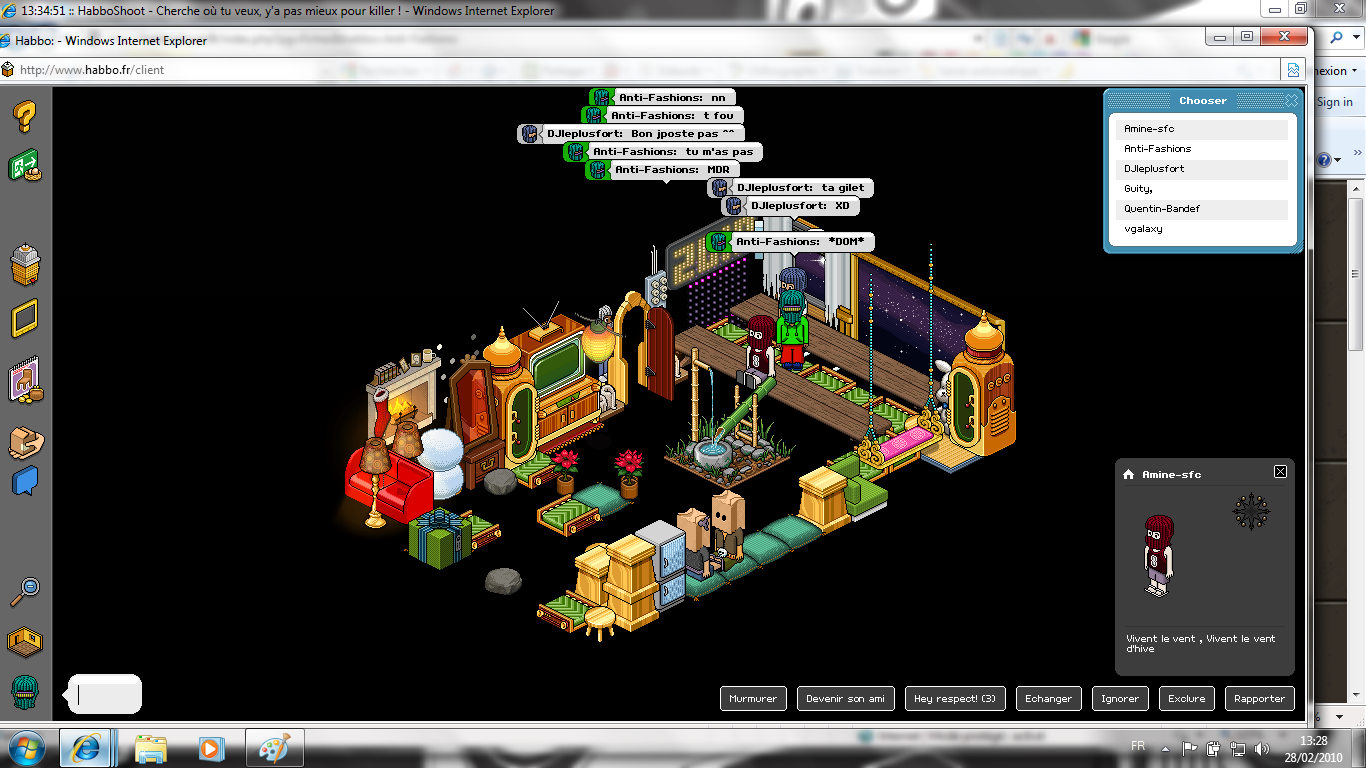 13:34:51 :: HabboShoot - Cherche où tu veux, y'a pas mieux pour killer ! - Windows Internet Explorer
Habbo: - Windows Internet Explorer
http://www.habbo.fr/client
nexion
Sign in
Anti-Fashions: nn
Anti-Fashions: t fou
DJleplusfort: Bon jposte pas ^^
Anti-Fashions: tu m'as pas
Anti-Fashions: MDR
DJleplusfort: ta gilet
DJleplusfort: XD
Anti-Fashions: *DOM*
Chooser
Amine-sfc
Anti-Fashions
DJleplusfort
Guity,
Quentin-Bandef
vgalaxy
Amine-sfc
Vivent le vent , Vivent le vent
d'hive
Murmurer
Devenir son ami
Hey respect! (3)
Echanger
Ignorer
Exclure
Rapporter
FR
13:28
28/02/2010